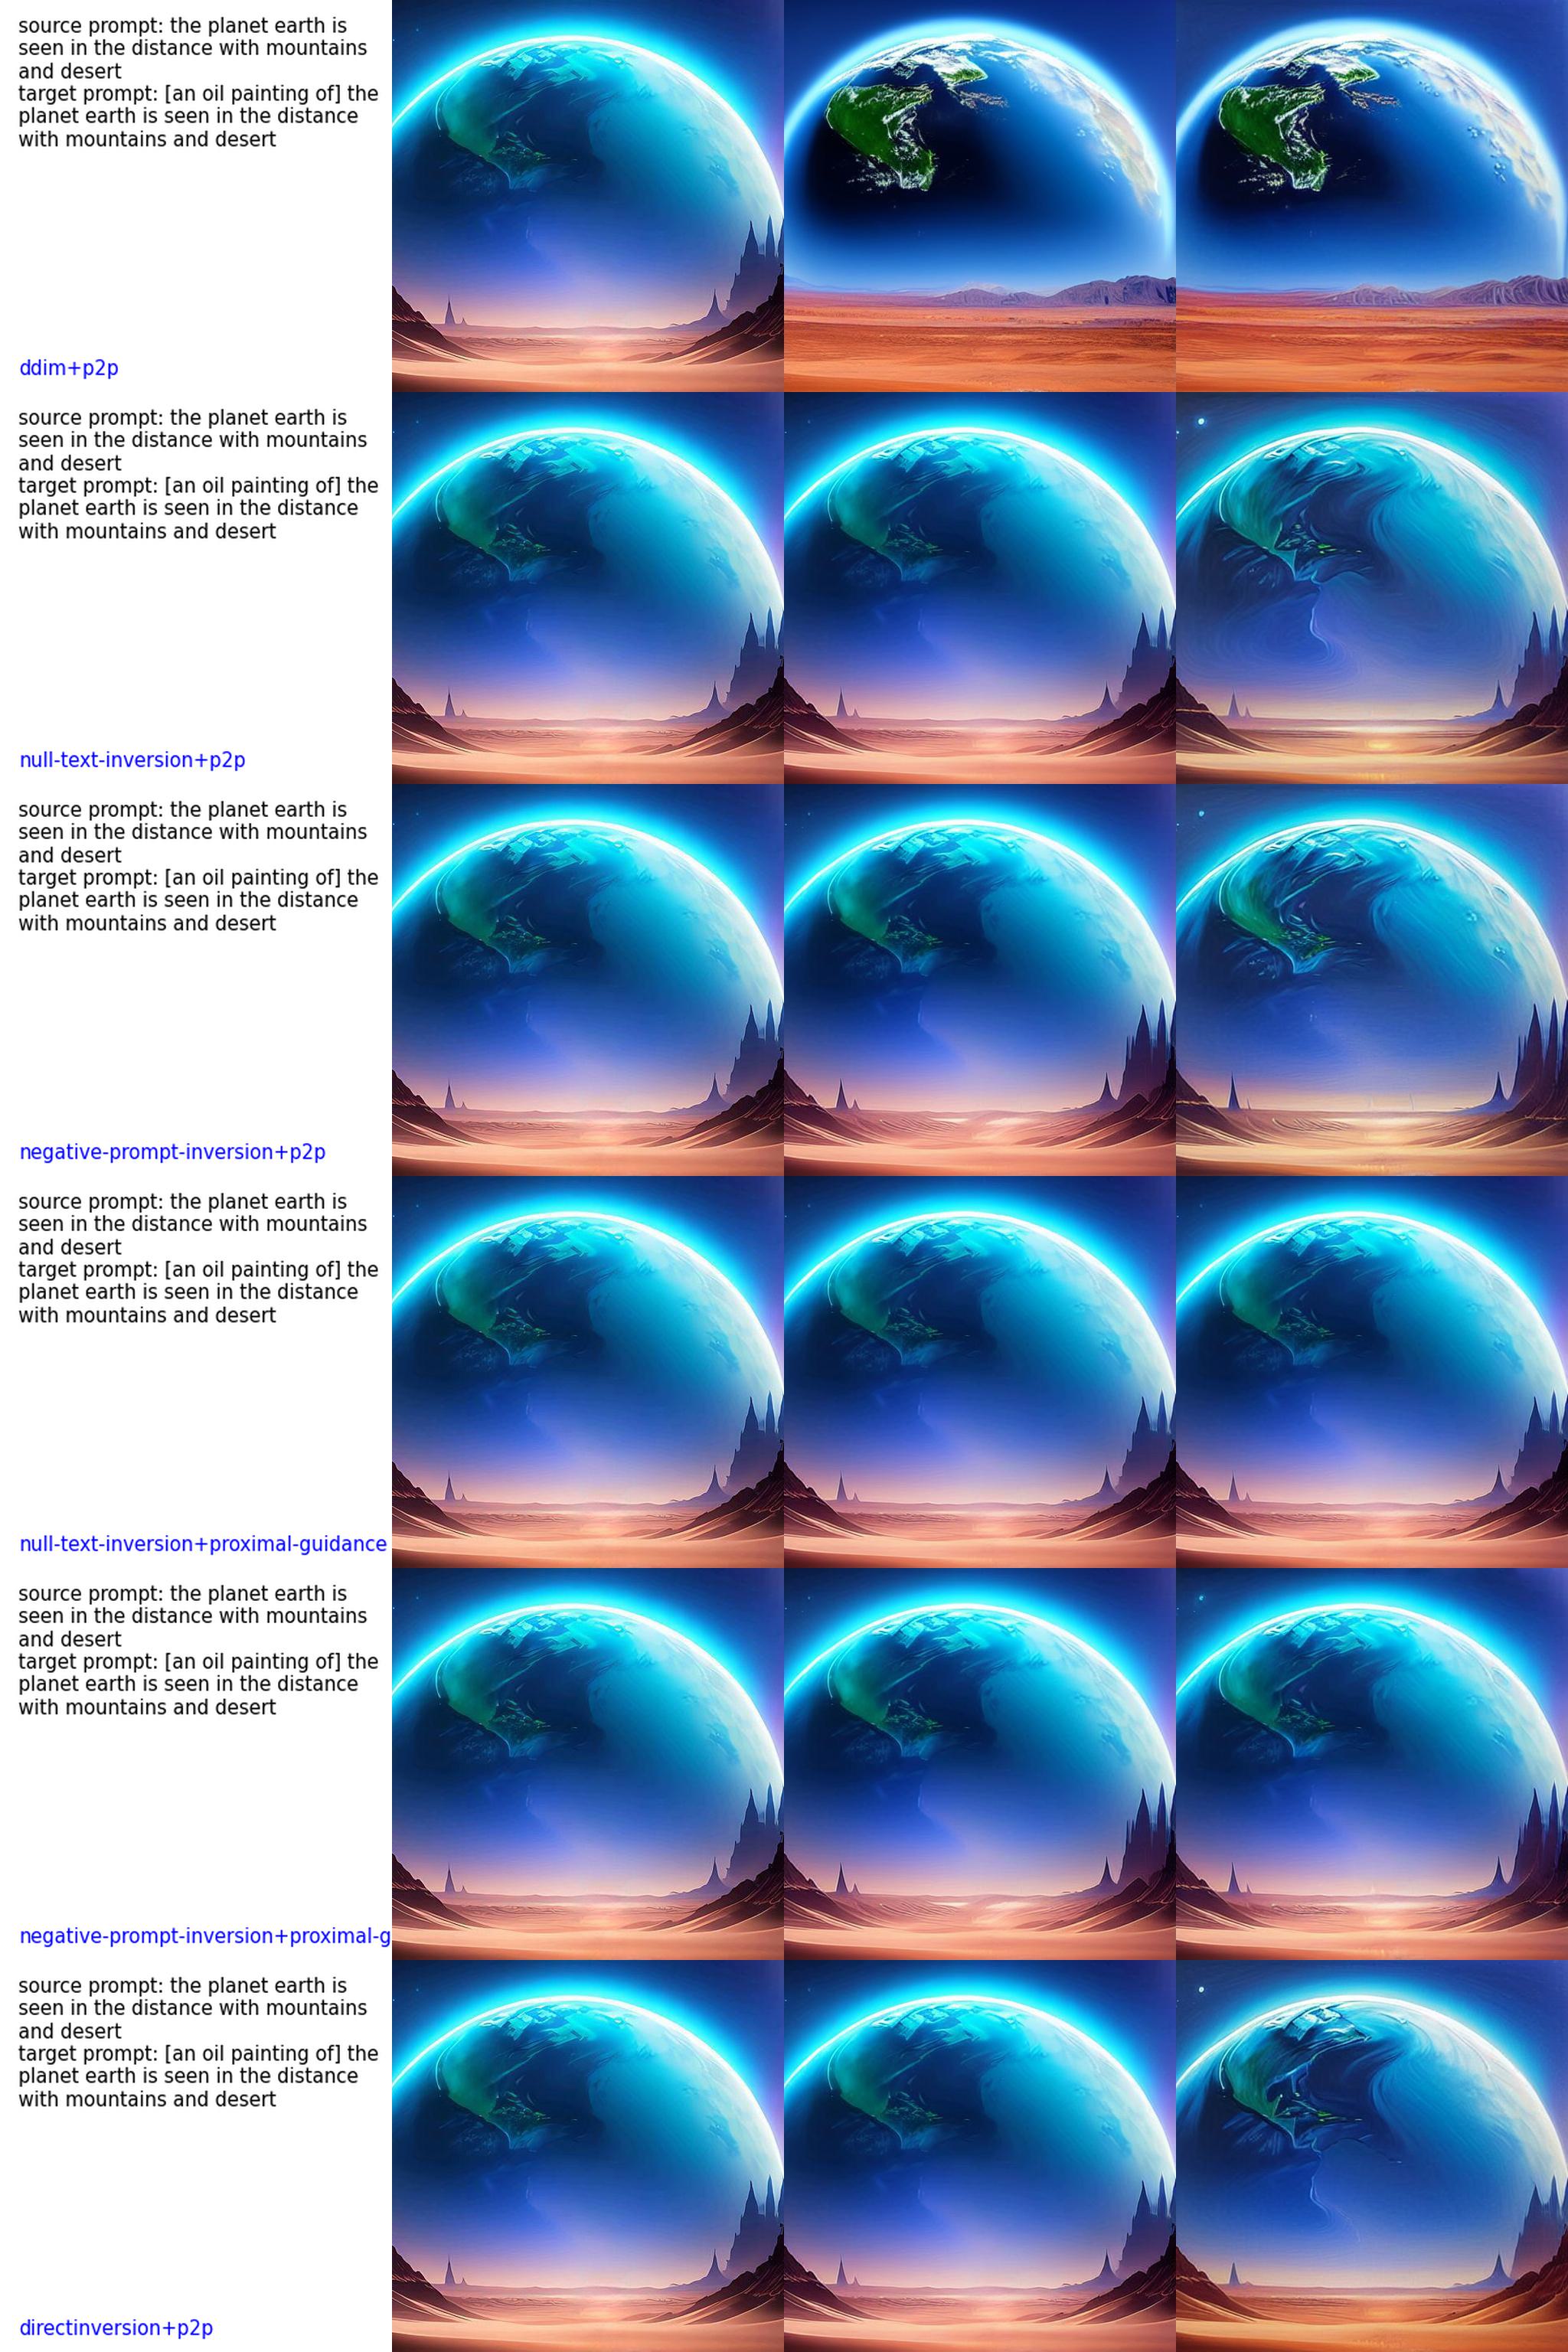 source prompt: the planet earth is
seen in the distance with mountains
and desert
target prompt: [an oil painting of] the
planet earth is seen in the distance
with mountains and desert
ddim+p2p
source prompt: the planet earth is
seen in the distance with mountains
and desert
target prompt: [an oil painting of] the
planet earth is seen in the distance
with mountains and desert
null-text-inversion+p2p
source prompt: the planet earth is
seen in the distance with mountains
and desert
target prompt: [an oil painting of] the
planet earth is seen in the distance
with mountains and desert
negative-prompt-inversion+p2p
source prompt: the planet earth is
seen in the distance with mountains
and desert
target prompt: [an oil painting of] the
planet earth is seen in the distance
with mountains and desert
null-text-inversion+proximal-guidance
source prompt: the planet earth is
seen in the distance with mountains
and desert
target prompt: [an oil painting of] the
planet earth is seen in the distance
with mountains and desert
negative-prompt-inversion+proximal-g
source prompt: the planet earth is
seen in the distance with mountains
and desert
target prompt: [an oil painting of] the
planet earth is seen in the distance
with mountains and desert
directinversion+p2p